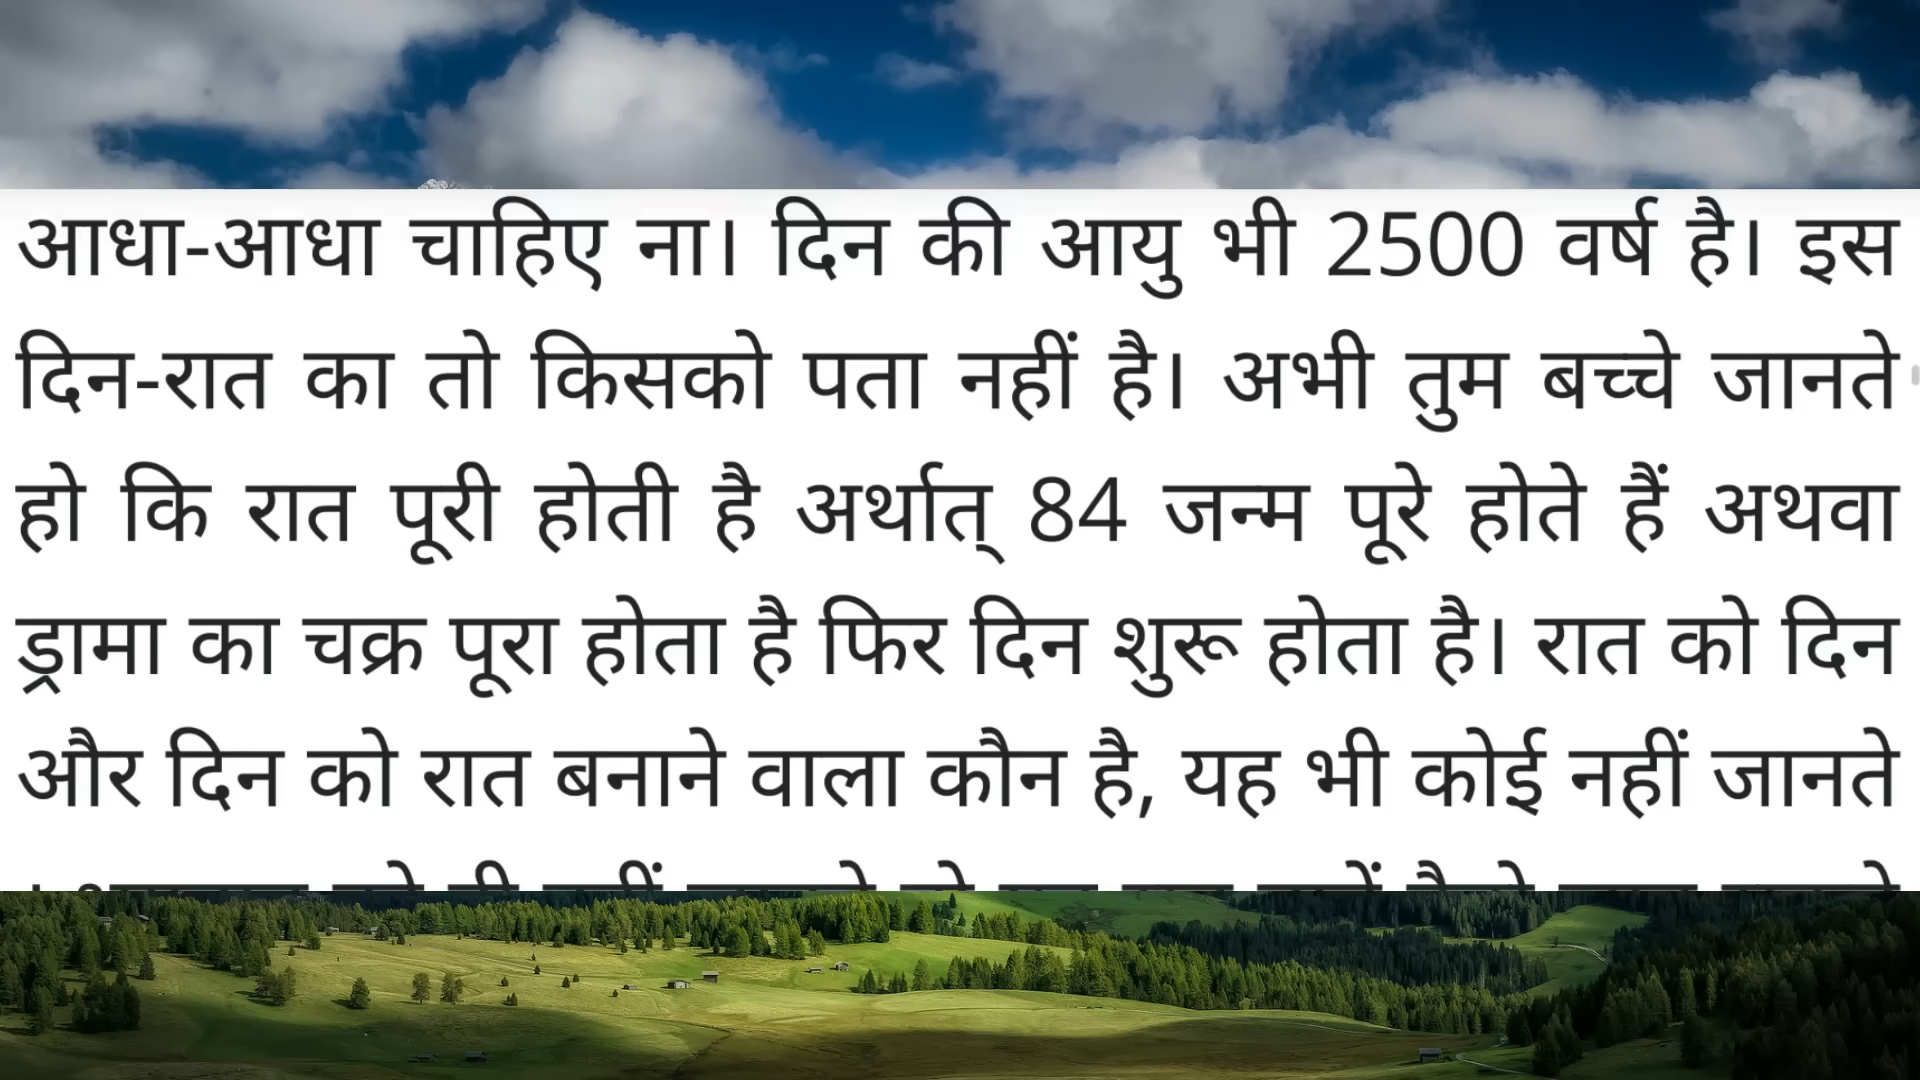 आधा-आधा चाहिए ना। दिन की आयु भी 2500 वर्ष है। इस
दिन-रात का तो किसको पता नहीं है। अभी तुम बच्चे जानते
हो कि रात पूरी होती है अर्थात् 84 जन्म पूरे होते हैं अथवा
ड्रामा का चक्र पूरा होता है फिर दिन शुरू होता है। रात को दिन
और दिन को रात बनाने वाला कौन है, यह भी कोई नहीं जानते